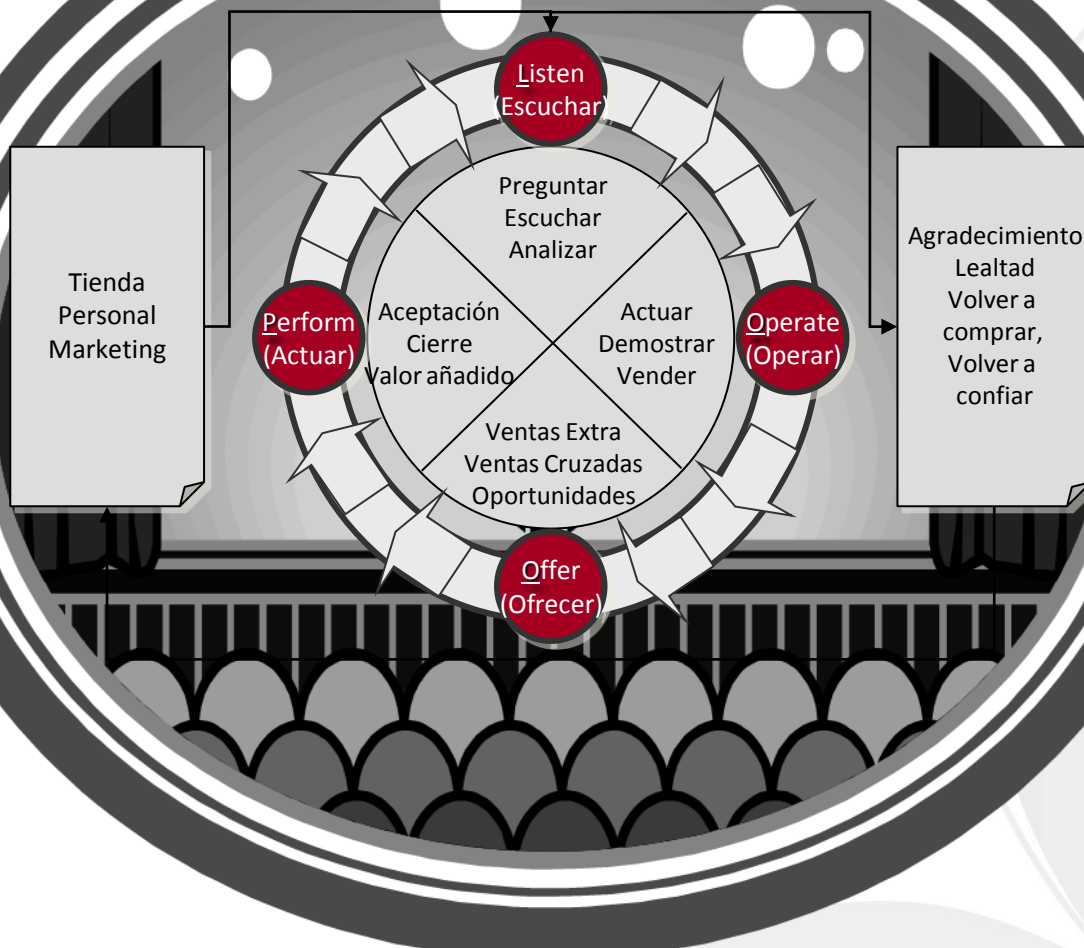 Listen
(Escuchar)
Preguntar
Escuchar
Analizar
Tienda
Personal
Marketing
Perform
(Actuar)
Aceptación
Cierre
Valor añadido
Actuar
Demostrar
Vender
Operate
(Operar)
Agradecimiento
Lealtad
Volver a
comprar,
Volver a
confiar
Ventas Extra
Ventas Cruzadas
Oportunidades
Offer
(Ofrecer)